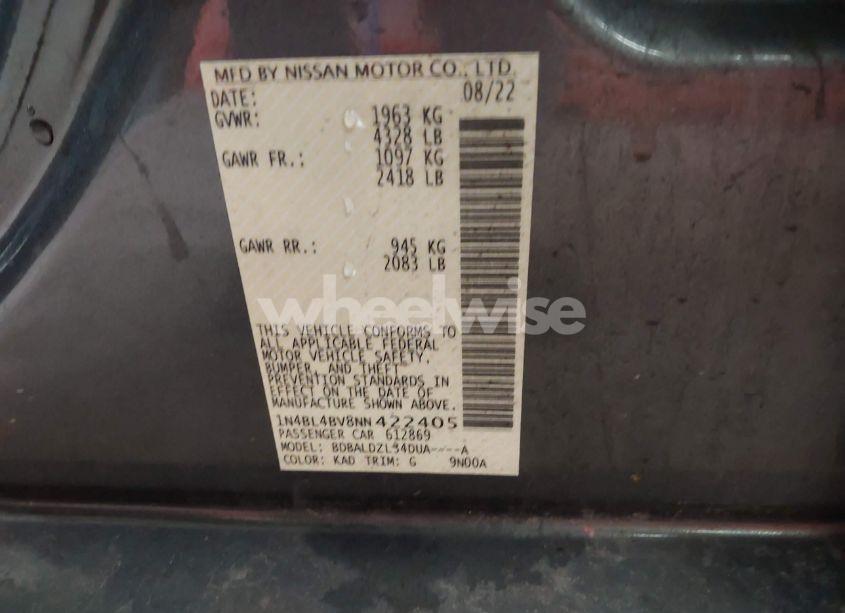 MFD BY NISSAN MOTOR CO., LTD.
DATE: 08/22
GVWR: 1963 KG
4328 LB
GAWR FR.: 1097 KG
2418 LB
GAWR RR.: 945 KG
2083 LB
wheelwise
THIS VEHICLE CONFORMS TO
ALL APPLICABLE FEDERAL
MOTOR VEHICLE SAFETY,
BUMPER, AND THEFT
PREVENTION STANDARDS IN
EFFECT ON THE DATE OF
MANUFACTURE SHOWN ABOVE.
1N4BL4BV8NN422405
PASSENGER CAR 612869
MODEL: BDBALDZL34DUA----A
COLOR: KAD TRIM: G 9N00A